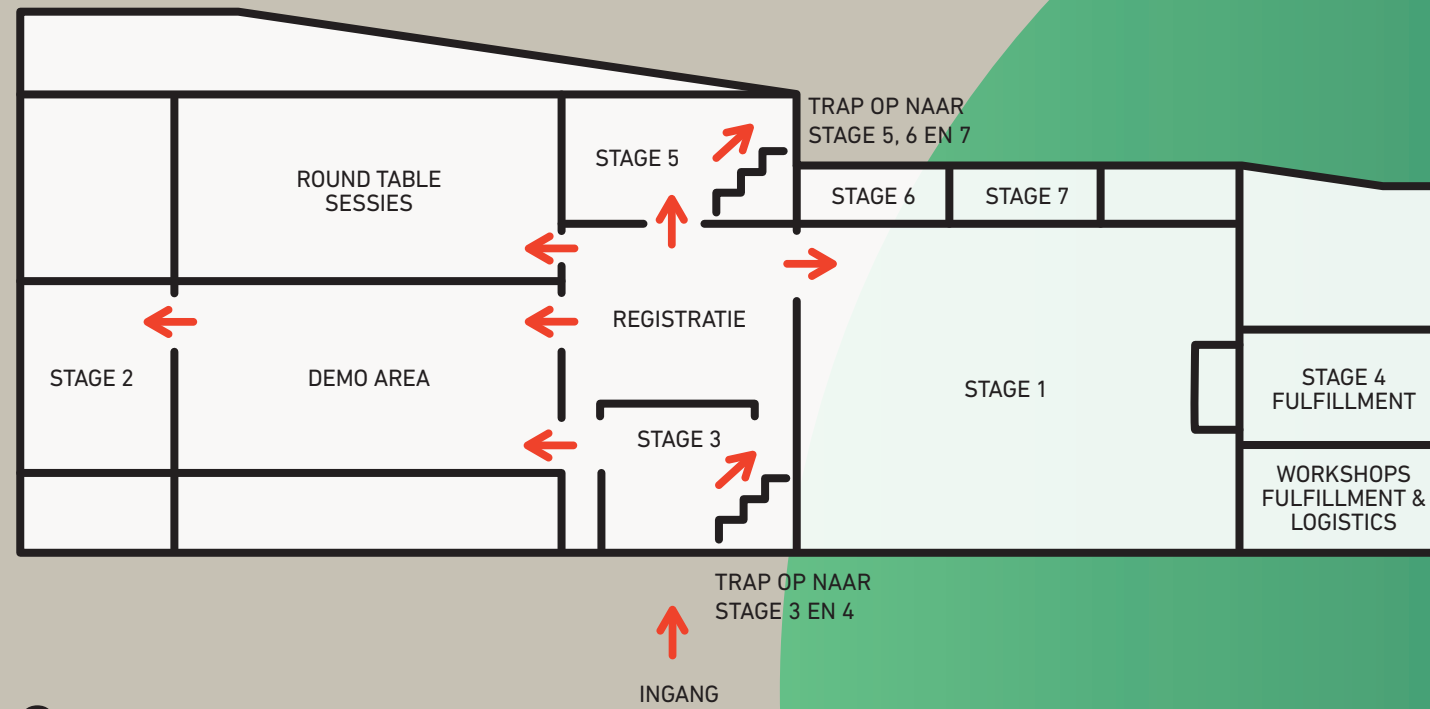 TRAP OP NAAR
STAGE 5, 6 EN 7
STAGE 5
ROUND TABLE
SESSIES
STAGE 6
STAGE 7
REGISTRATIE
STAGE 2
DEMO AREA
STAGE 1
STAGE 4
FULFILLMENT
STAGE 3
WORKSHOPS
FULFILLMENT &
LOGISTICS
TRAP OP NAAR
STAGE 3 EN 4
INGANG